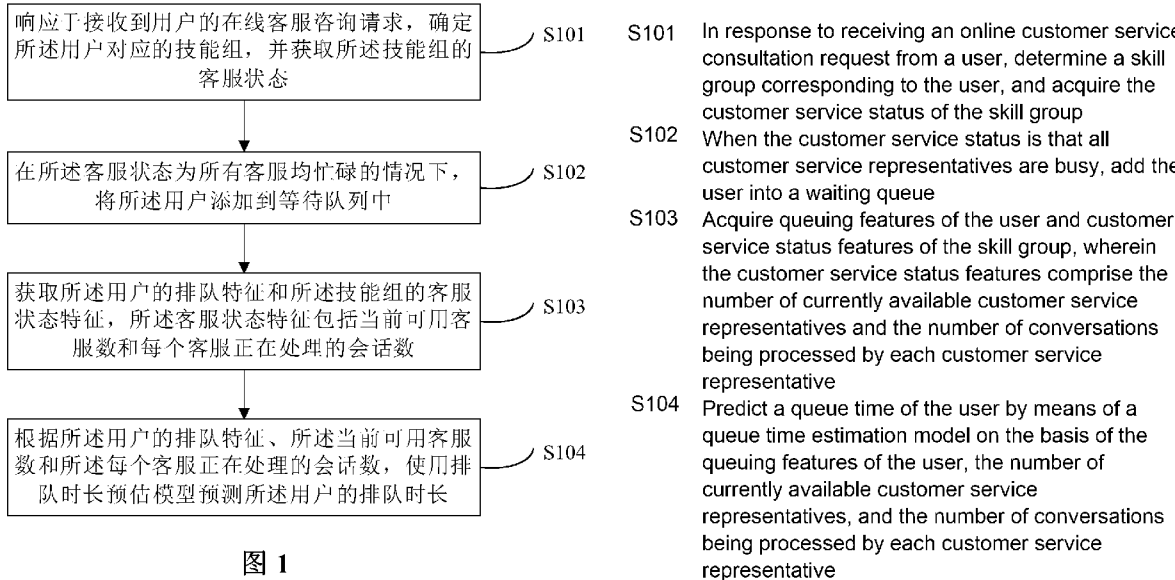 响应于接收到用户的在线客服咨询请求，确定
所述用户对应的技能组，并获取所述技能组的
客服状态
S101
在所述客服状态为所有客服均忙碌的情况下，
将所述用户添加到等待队列中
S102
获取所述用户的排队特征和所述技能组的客服
状态特征，所述客服状态特征包括当前可用客
服数和每个客服正在处理的会话数
S103
根据所述用户的排队特征、所述当前可用客服
数和所述每个客服正在处理的会话数，使用排
队时长预估模型预测所述用户的排队时长
S104
图 1
S101 In response to receiving an online customer service
consultation request from a user, determine a skill
group corresponding to the user, and acquire the
customer service status of the skill group
S102 When the customer service status is that all
customer service representatives are busy, add the
user into a waiting queue
S103 Acquire queuing features of the user and customer
service status features of the skill group, wherein
the customer service status features comprise the
number of currently available customer service
representatives and the number of conversations
being processed by each customer service
representative
S104 Predict a queue time of the user by means of a
queue time estimation model on the basis of the
queuing features of the user, the number of
currently available customer service
representatives, and the number of conversations
being processed by each customer service
representative